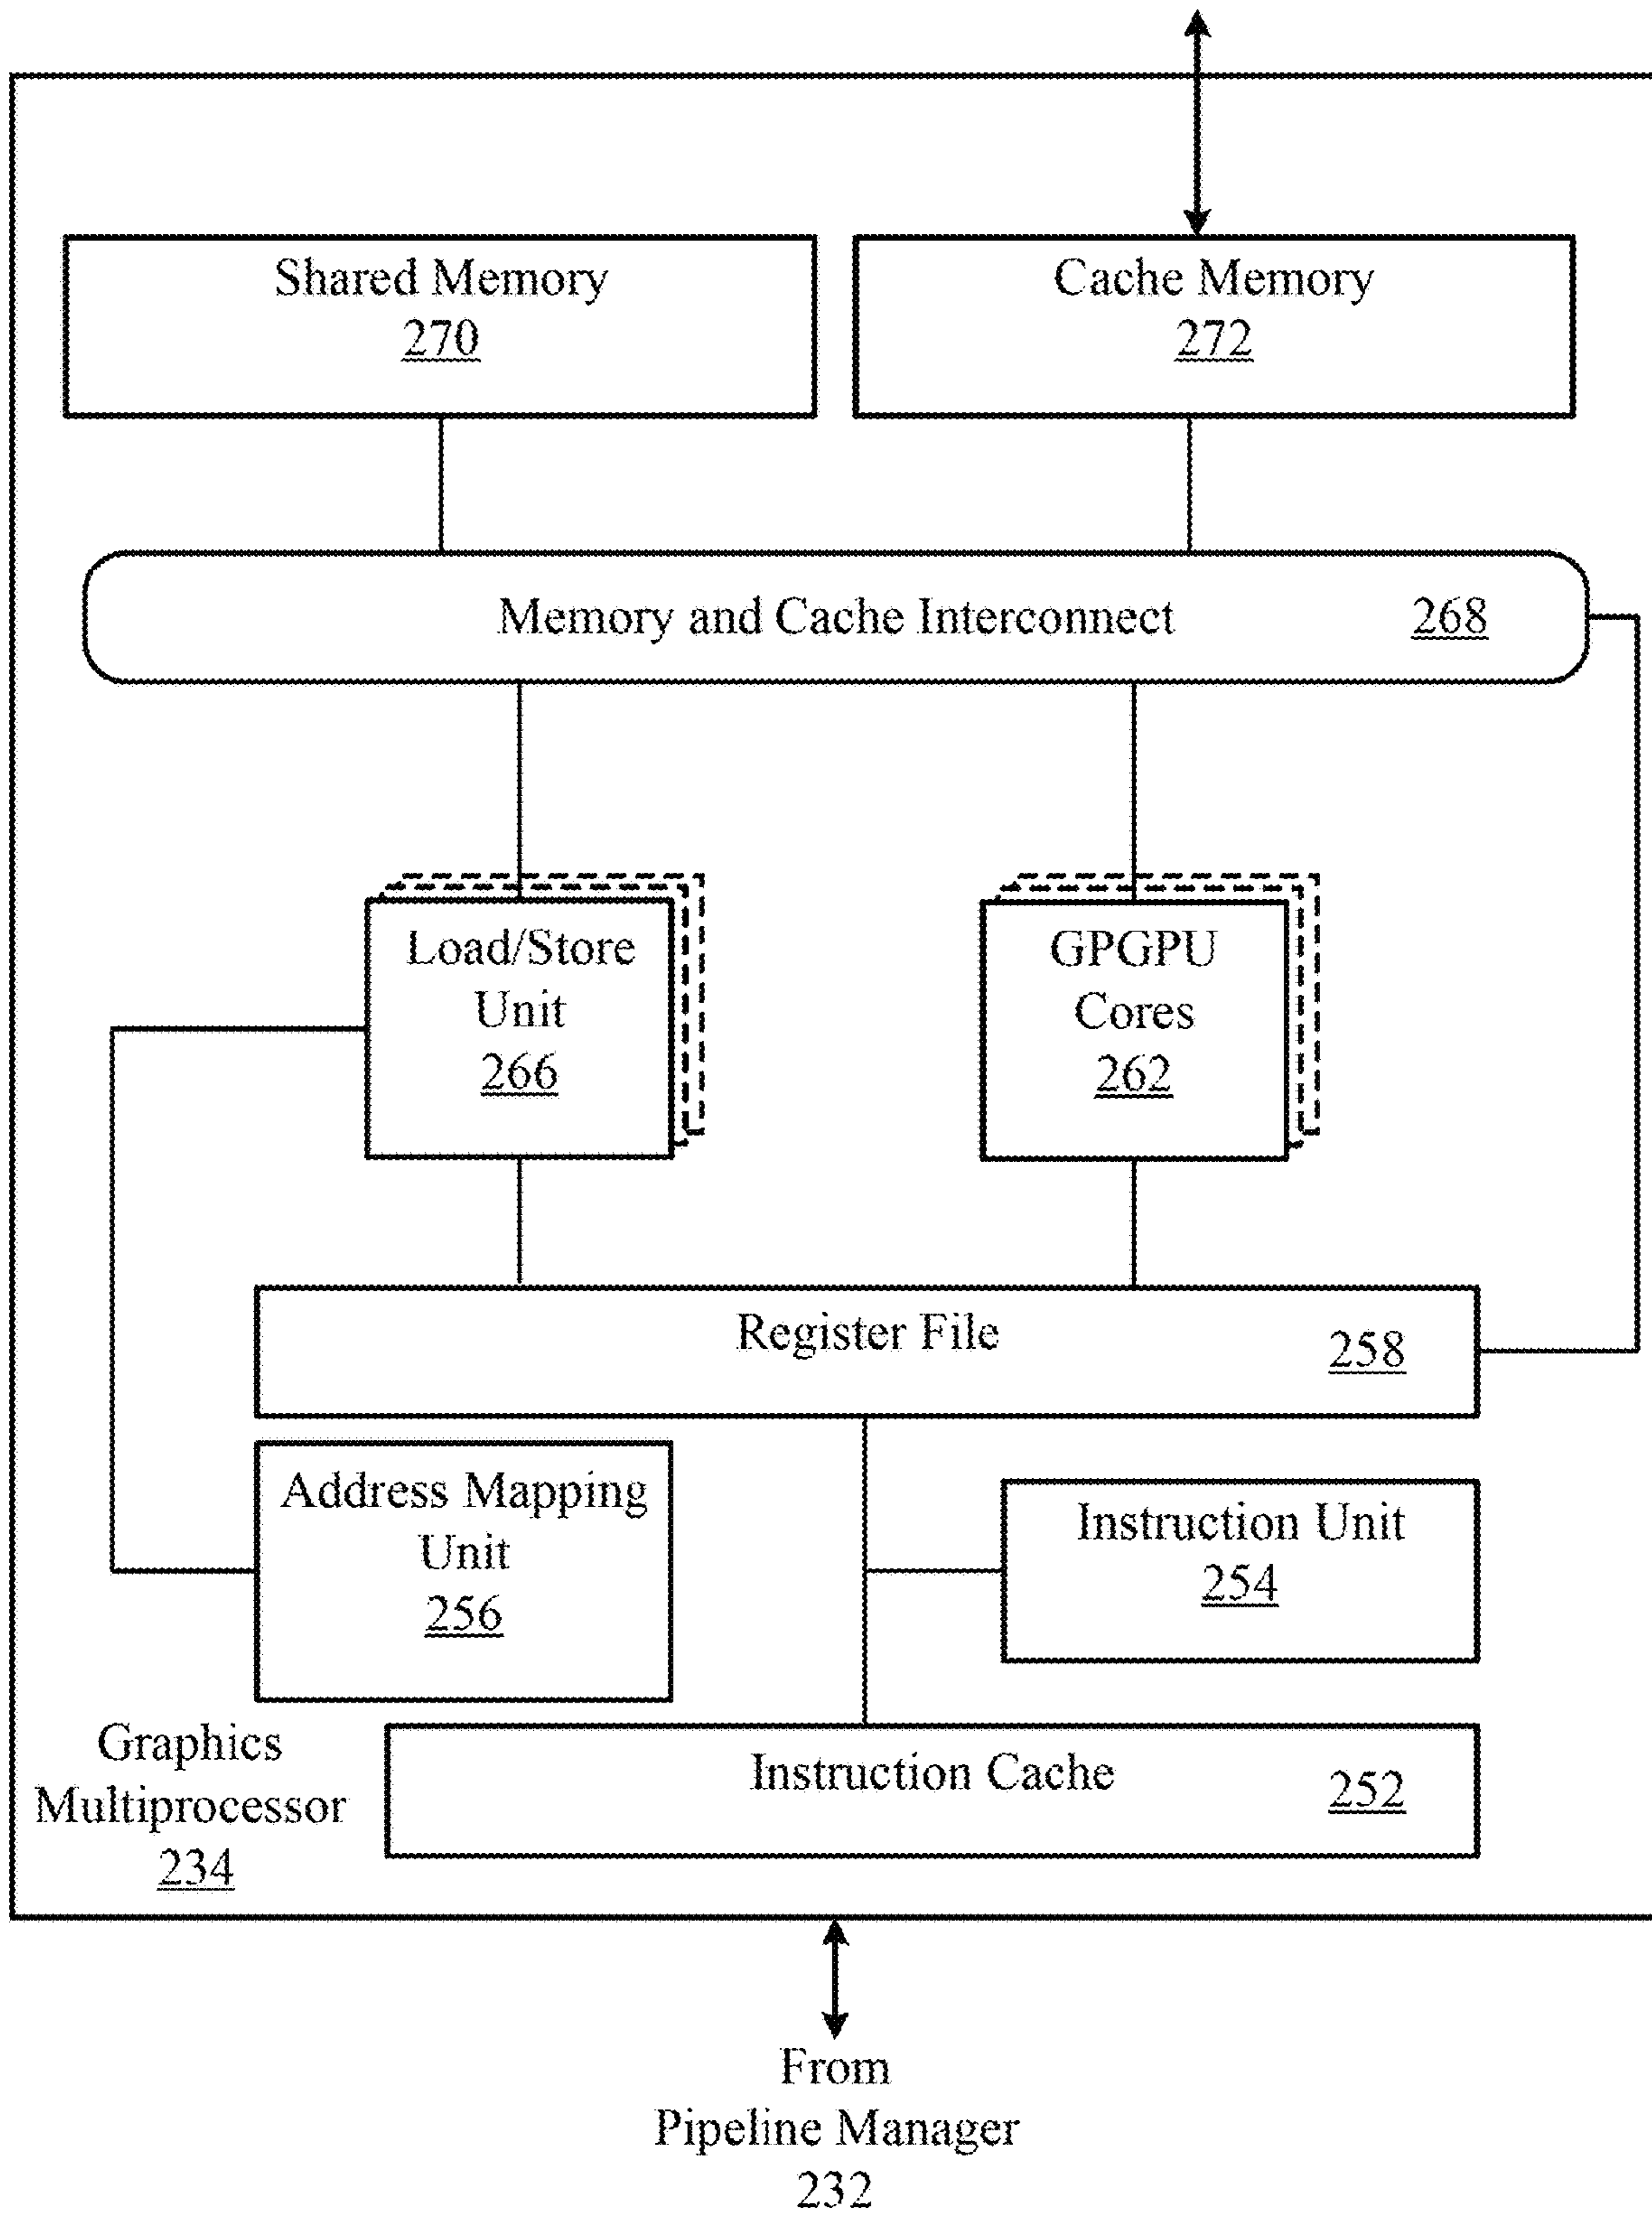 Shared Memory
270
Cache Memory
272
Memory and Cache Interconnect 268
Load/Store
Unit
266
GPGPU
Cores
262
Register File 258
Address Mapping
Unit
256
Instruction Unit
254
Graphics
Multiprocessor
234
Instruction Cache 252
From
Pipeline Manager
232